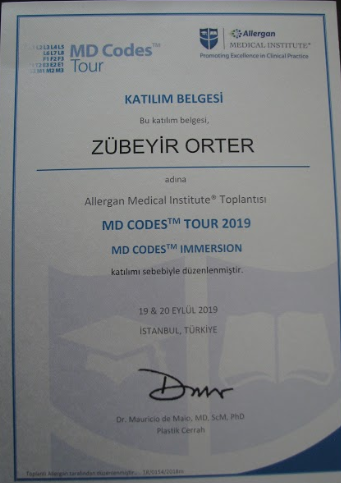 MD Codes™
Tour
Allergan
MEDICAL INSTITUTE®
Promoting Excellence in Clinical Practice
KATILIM BELGESİ
Bu katılım belgesi,
ZÜBEYİR ORTER
adına
Allergan Medical Institute® Toplantısı
MD CODES™ TOUR 2019
MD CODES™ IMMERSION
katılımı sebebiyle düzenlenmiştir.
19 & 20 EYLÜL 2019
İSTANBUL, TÜRKİYE
Dr. Mauricio de Maio, MD, ScM, PhD
Plastik Cerrah